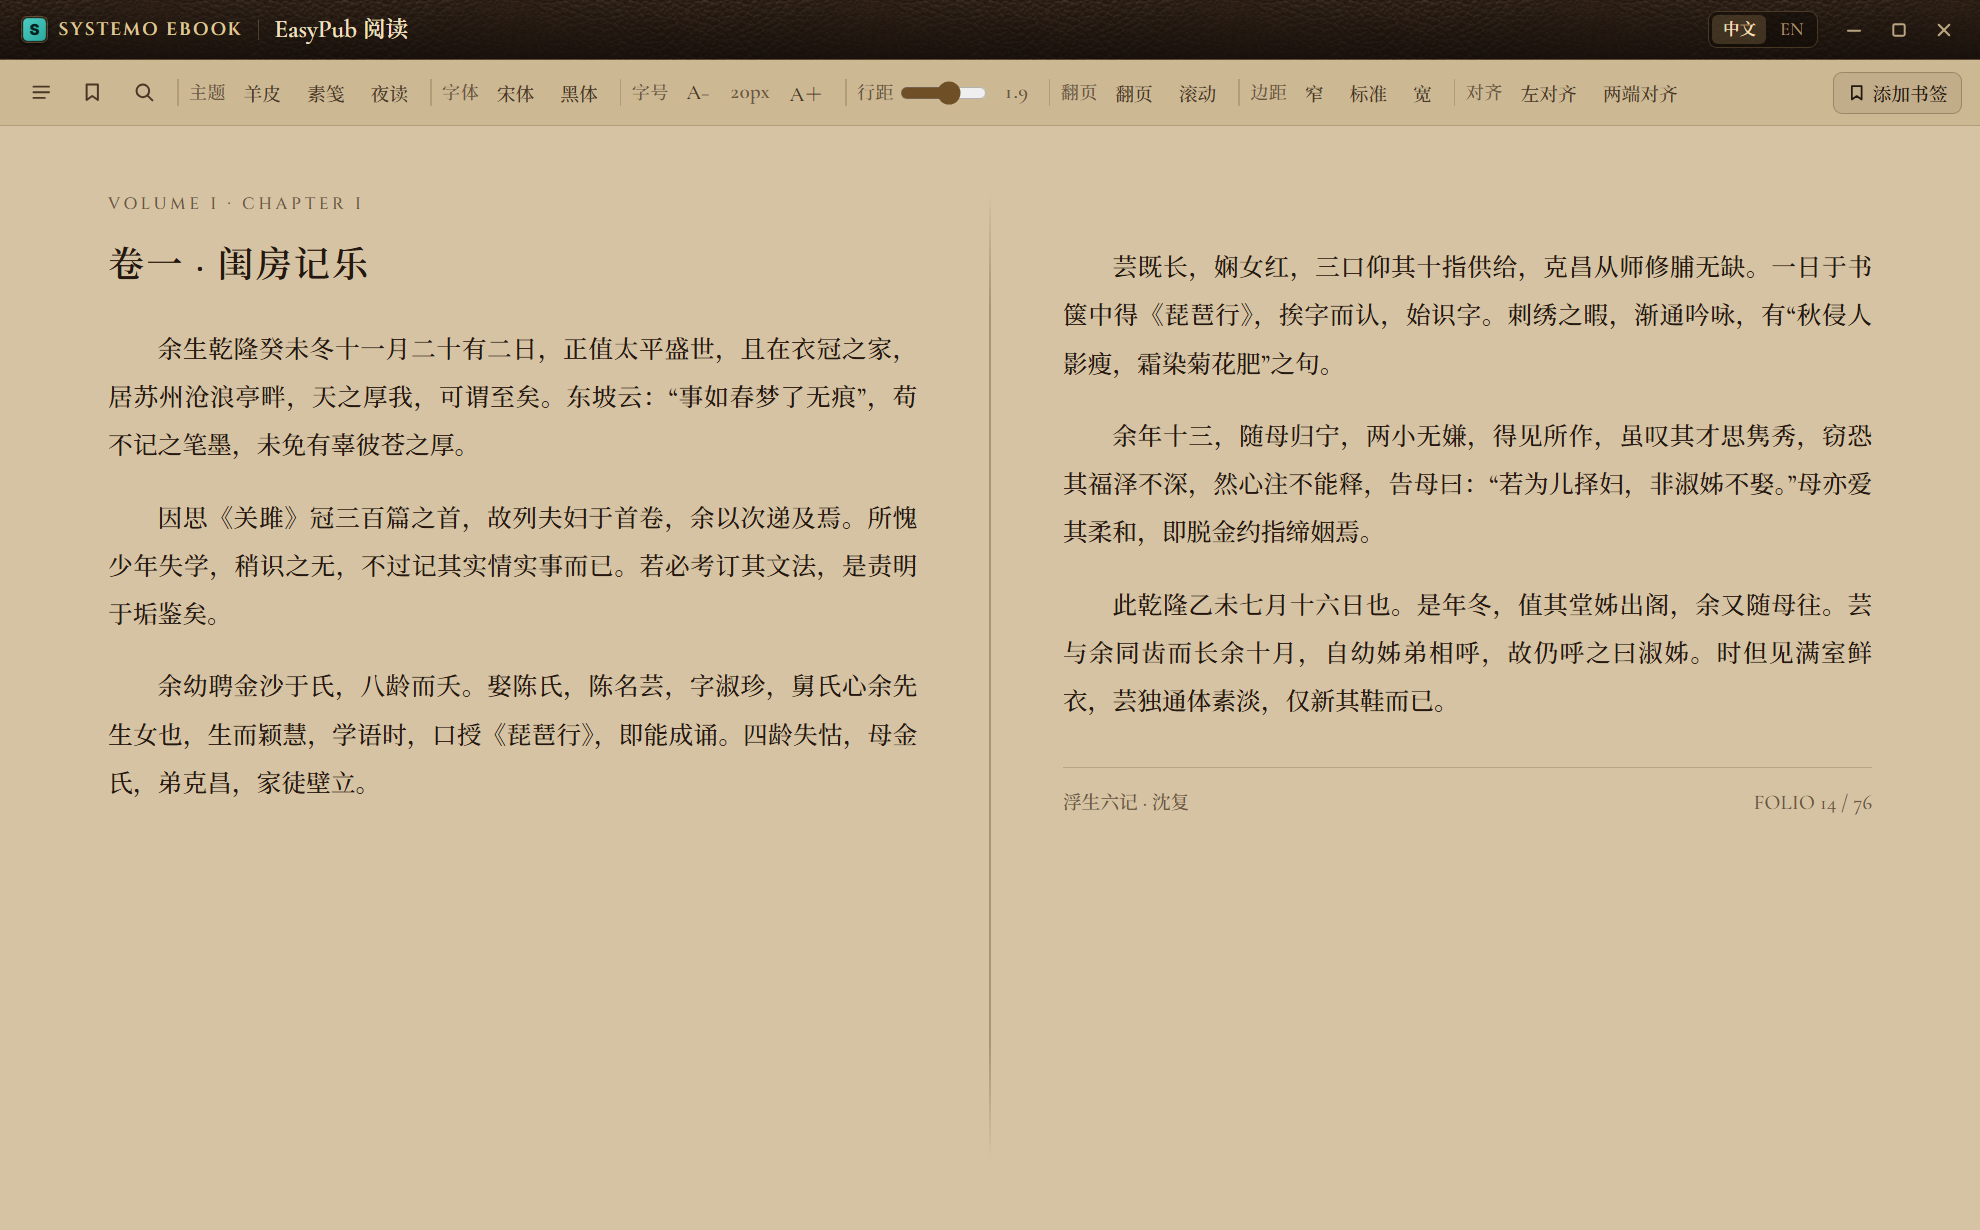 S SYSTEMO EBOOK EasyPub 阅读 中文 EN
主题 羊皮 素笺 夜读 字体 宋体 黑体 字号 A- 20px A+ 行距 1.9 翻页 翻页 滚动 边距 窄 标准 宽 对齐 左对齐 两端对齐 添加书签
VOLUME I · CHAPTER I
卷一 · 闺房记乐
余生乾隆癸未冬十一月二十有二日，正值太平盛世，且在衣冠之家，
居苏州沧浪亭畔，天之厚我，可谓至矣。东坡云：“事如春梦了无痕”，苟
不记之笔墨，未免有辜彼苍之厚。
因思《关雎》冠三百篇之首，故列夫妇于首卷，余以次递及焉。所愧
少年失学，稍识之无，不过记其实情实事而已。若必考订其文法，是责明
于垢鉴矣。
余幼聘金沙于氏，八龄而夭。娶陈氏，陈名芸，字淑珍，舅氏心余先
生女也，生而颖慧，学语时，口授《琵琶行》，即能成诵。四龄失怙，母金
氏，弟克昌，家徒壁立。
芸既长，娴女红，三口仰其十指供给，克昌从师修脯无缺。一日于书
箧中得《琵琶行》，挨字而认，始识字。刺绣之暇，渐通吟咏，有“秋侵人
影瘦，霜染菊花肥”之句。
余年十三，随母归宁，两小无嫌，得见所作，虽叹其才思隽秀，窃恐
其福泽不深，然心注不能释，告母曰：“若为儿择妇，非淑姊不娶。”母亦爱
其柔和，即脱金约指缔姻焉。
此乾隆乙未七月十六日也。是年冬，值其堂姊出阁，余又随母往。芸
与余同齿而长余十月，自幼姊弟相呼，故仍呼之曰淑姊。时但见满室鲜
衣，芸独通体素淡，仅新其鞋而已。
浮生六记 · 沈复 FOLIO 14 / 76